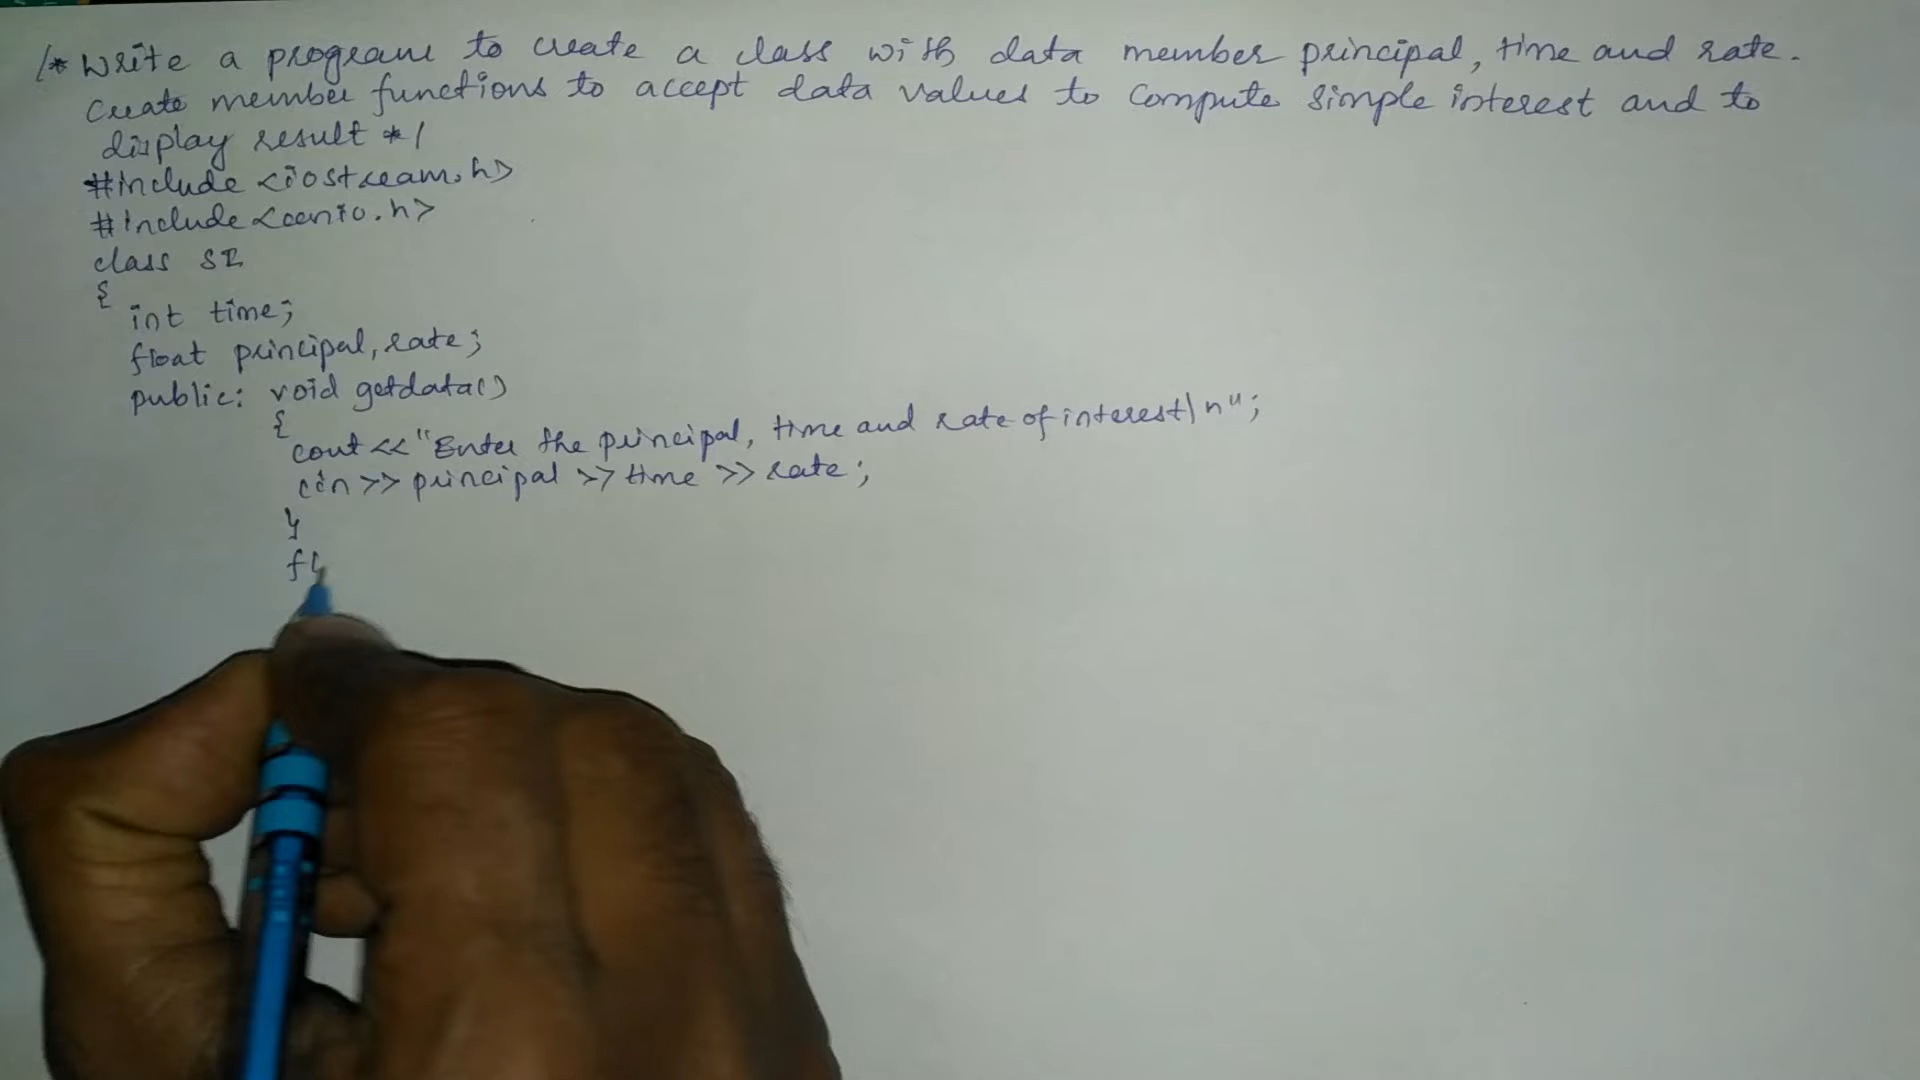 /* Write a program to create a class with data member principal, time and rate.
Create member functions to accept data values to compute simple interest and to
display result */
#include <iostream.h>
#include <conio.h>
class SI
{
int time;
float principal, rate;
public: void getdata()
{
cout << "Enter the principal, time and rate of interest\n";
cin >> principal >> time >> rate;
}
fl